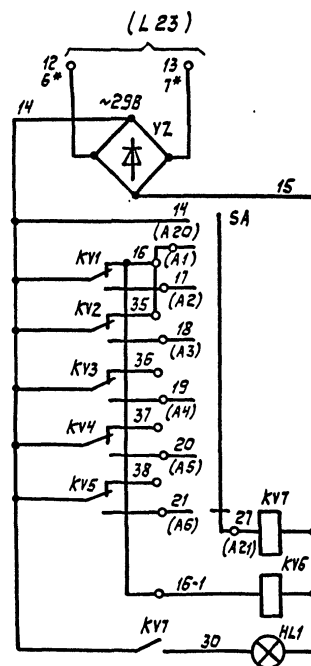 (L23)
12 13
6* 7*
14 ~29В VZ
15
14 SA
(A20)
KV1 16 (A1)
17
KV2 35 (A2)
18
KV3 36 (A3)
19
KV4 37 (A4)
20
KV5 38 (A5)
21 27 KV7
(A6) (A21)
KV6
16-1
KV7 30 HL1